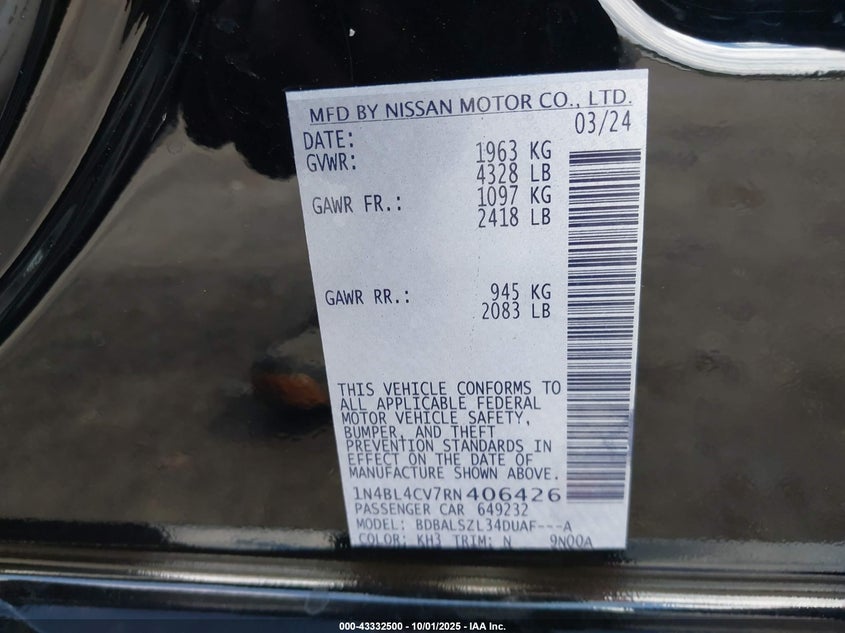 MFD BY NISSAN MOTOR CO., LTD.
DATE: 03/24
GVWR: 1963 KG
4328 LB
GAWR FR.: 1097 KG
2418 LB
GAWR RR.: 945 KG
2083 LB
THIS VEHICLE CONFORMS TO
ALL APPLICABLE FEDERAL
MOTOR VEHICLE SAFETY,
BUMPER, AND THEFT
PREVENTION STANDARDS IN
EFFECT ON THE DATE OF
MANUFACTURE SHOWN ABOVE.
1N4BL4CV7RN406426
PASSENGER CAR 649232
MODEL: BDBALSZL34DUAF---A
COLOR: KH3 TRIM: N 9N00A
000-43332500 - 10/01/2025 - IAA Inc.